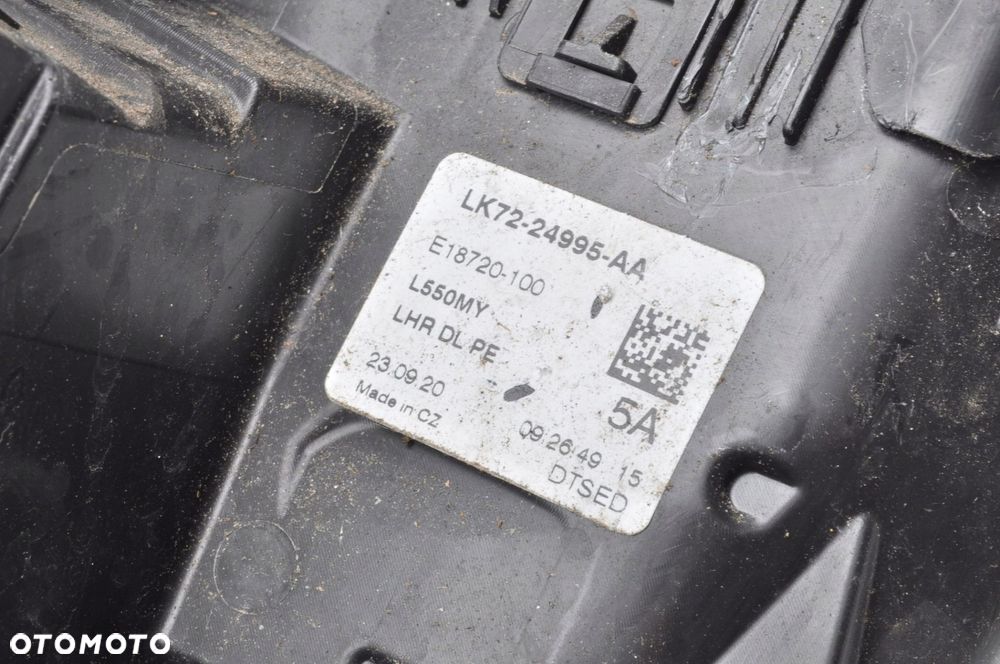 LK72-24995-AA
E18720-100
L550MY
LHR DL PE
5A
23.09.20
09:26:49 15
Made in CZ
DTSED
OTOMOTO